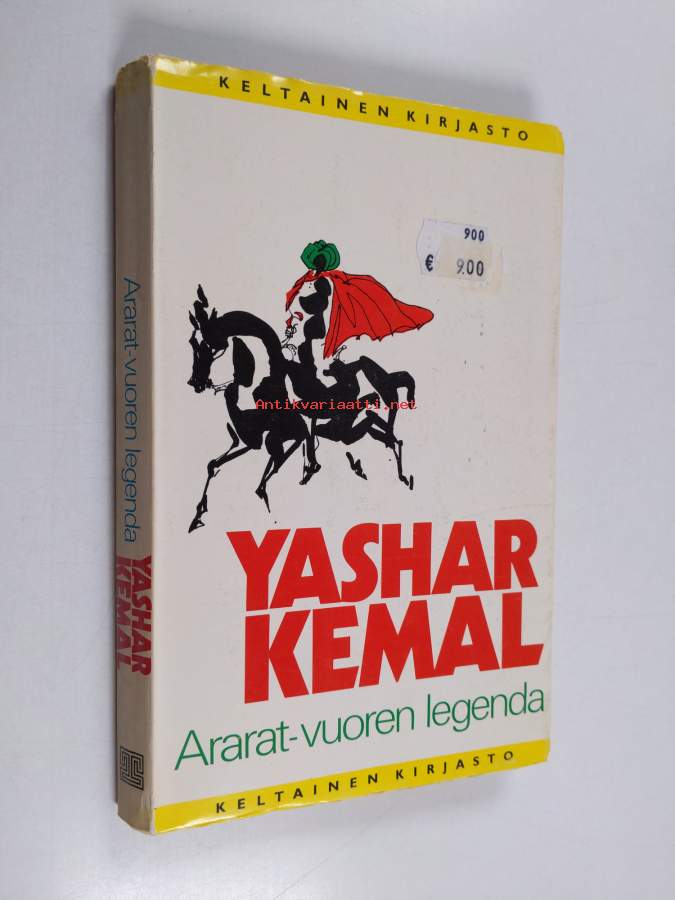 KELTAINEN KIRJASTO
900
€ 9.00
Antikvariaatti.net
YASHAR
KEMAL
Ararat-vuoren legenda
KELTAINEN KIRJASTO
Ararat-vuoren legenda
YASHAR
KEMAL